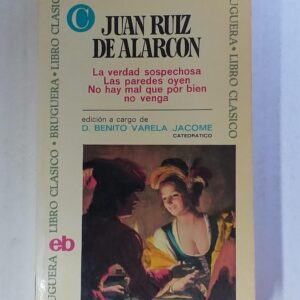 C
JUAN RUIZ
DE ALARCON
La verdad sospechosa
Las paredes oyen
No hay mal que por bien
no venga
edición a cargo de
D. BENITO VARELA JACOME
CATEDRATICO
BRUGUERA • LIBRO CLASICO
BRUGUERA • LIBRO CLASICO
eb